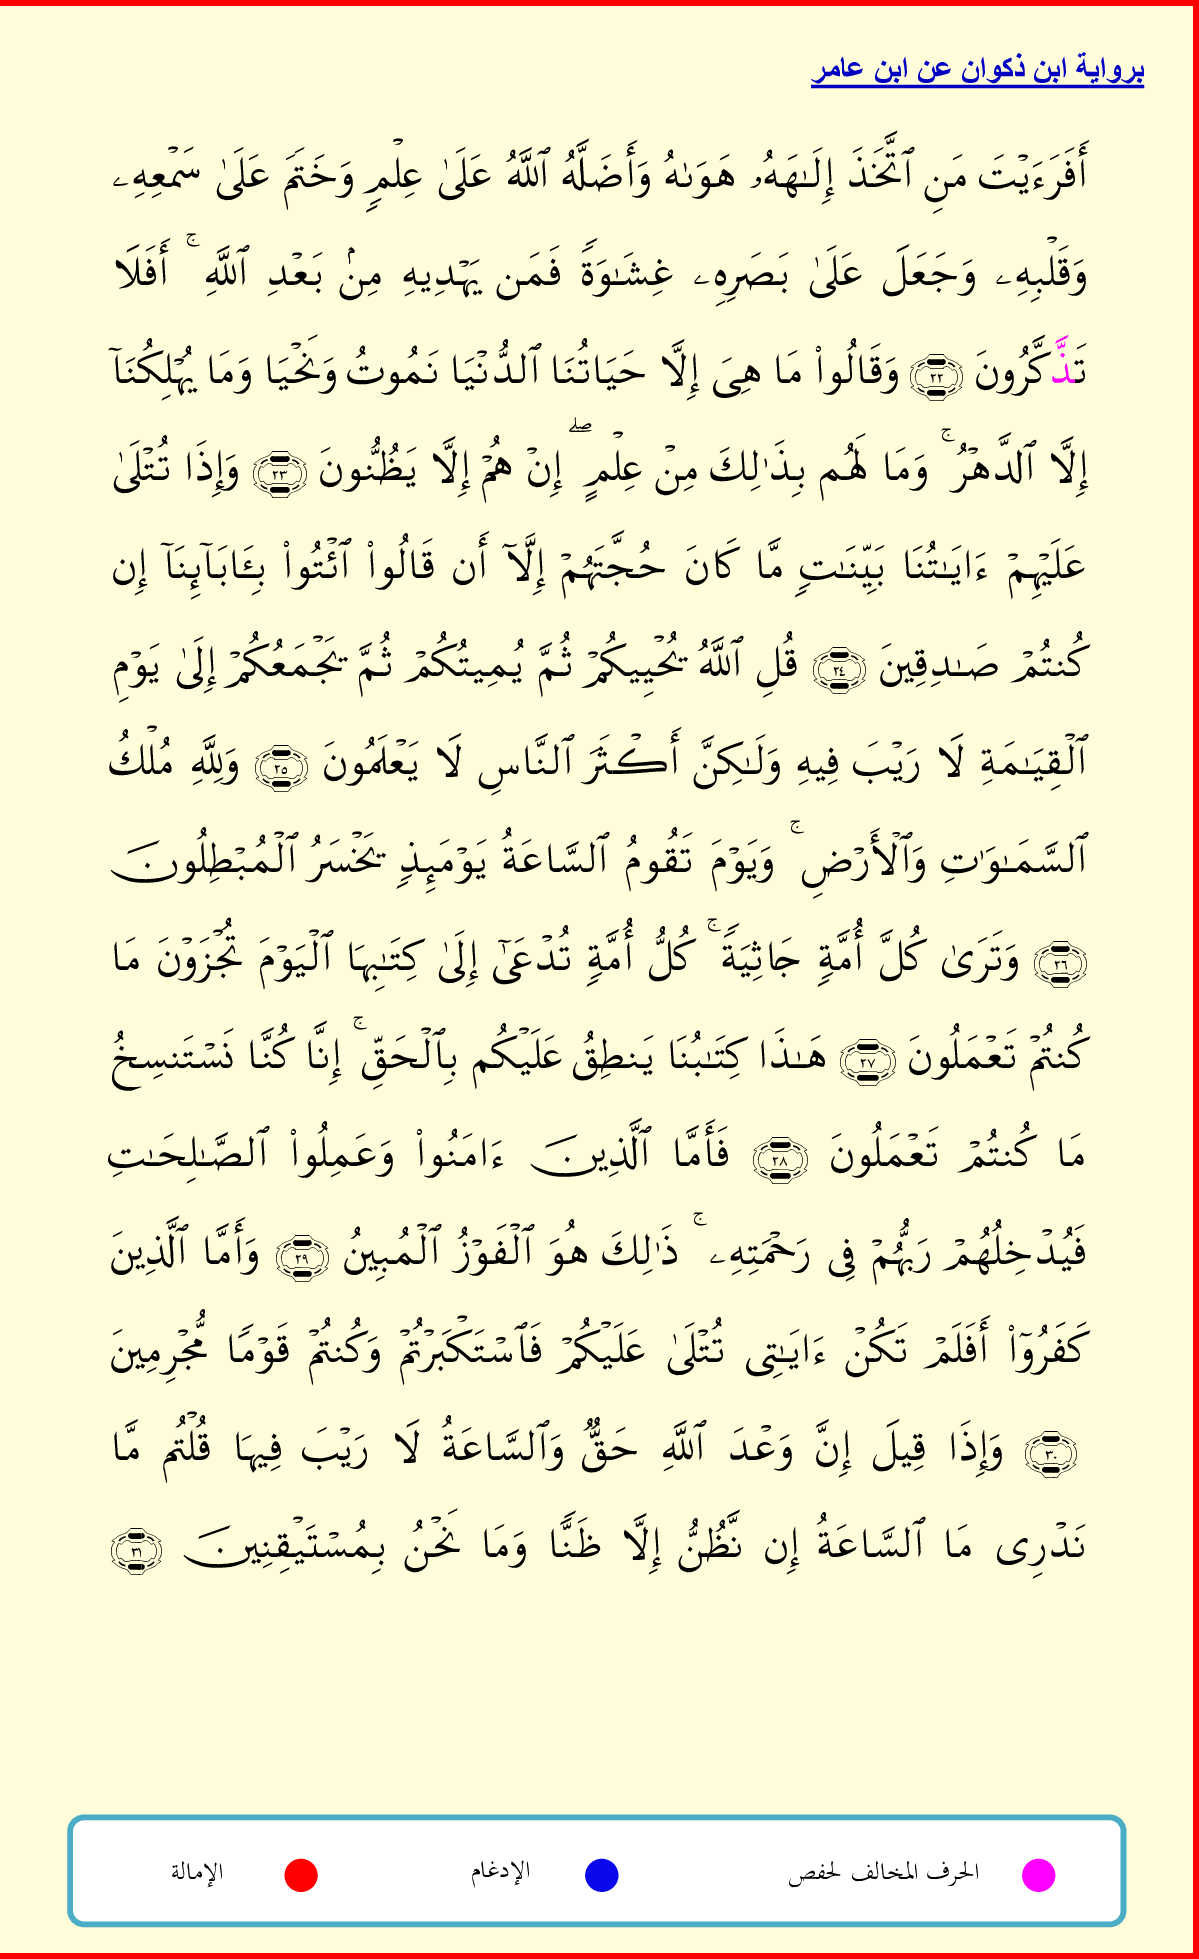 برواية ابن ذكوان عن ابن عامر
أَفَرَءَيْتَ مَنِ ٱتَّخَذَ إِلَـٰهَهُۥ هَوَىٰهُ وَأَضَلَّهُ ٱللَّهُ عَلَىٰ عِلْمٍ وَخَتَمَ عَلَىٰ سَمْعِهِۦ
وَقَلْبِهِۦ وَجَعَلَ عَلَىٰ بَصَرِهِۦ غِشَـٰوَةً فَمَن يَهْدِيهِ مِنۢ بَعْدِ ٱللَّهِ ۚ أَفَلَا
تَذَّكَّرُونَ ٢٢ وَقَالُوا۟ مَا هِىَ إِلَّا حَيَاتُنَا ٱلدُّنْيَا نَمُوتُ وَنَحْيَا وَمَا يُهْلِكُنَآ
إِلَّا ٱلدَّهْرُ ۚ وَمَا لَهُم بِذَٰلِكَ مِنْ عِلْمٍ ۖ إِنْ هُمْ إِلَّا يَظُنُّونَ ٢٣ وَإِذَا تُتْلَىٰ
عَلَيْهِمْ ءَايَـٰتُنَا بَيِّنَـٰتٍ مَّا كَانَ حُجَّتَهُمْ إِلَّآ أَن قَالُوا۟ ٱئْتُوا۟ بِـَٔابَآئِنَآ إِن
كُنتُمْ صَـٰدِقِينَ ٢٤ قُلِ ٱللَّهُ يُحْيِيكُمْ ثُمَّ يُمِيتُكُمْ ثُمَّ يَجْمَعُكُمْ إِلَىٰ يَوْمِ
ٱلْقِيَـٰمَةِ لَا رَيْبَ فِيهِ وَلَـٰكِنَّ أَكْثَرَ ٱلنَّاسِ لَا يَعْلَمُونَ ٢٥ وَلِلَّهِ مُلْكُ
ٱلسَّمَـٰوَٰتِ وَٱلْأَرْضِ ۚ وَيَوْمَ تَقُومُ ٱلسَّاعَةُ يَوْمَئِذٍ يَخْسَرُ ٱلْمُبْطِلُونَ
٢٦ وَتَرَىٰ كُلَّ أُمَّةٍ جَاثِيَةً ۚ كُلُّ أُمَّةٍ تُدْعَىٰٓ إِلَىٰ كِتَـٰبِهَا ٱلْيَوْمَ تُجْزَوْنَ مَا
كُنتُمْ تَعْمَلُونَ ٢٧ هَـٰذَا كِتَـٰبُنَا يَنطِقُ عَلَيْكُم بِٱلْحَقِّ ۚ إِنَّا كُنَّا نَسْتَنسِخُ
مَا كُنتُمْ تَعْمَلُونَ ٢٨ فَأَمَّا ٱلَّذِينَ ءَامَنُوا۟ وَعَمِلُوا۟ ٱلصَّـٰلِحَـٰتِ
فَيُدْخِلُهُمْ رَبُّهُمْ فِى رَحْمَتِهِۦ ۚ ذَٰلِكَ هُوَ ٱلْفَوْزُ ٱلْمُبِينُ ٢٩ وَأَمَّا ٱلَّذِينَ
كَفَرُوٓا۟ أَفَلَمْ تَكُنْ ءَايَـٰتِى تُتْلَىٰ عَلَيْكُمْ فَٱسْتَكْبَرْتُمْ وَكُنتُمْ قَوْمًا مُّجْرِمِينَ
٣٠ وَإِذَا قِيلَ إِنَّ وَعْدَ ٱللَّهِ حَقٌّ وَٱلسَّاعَةُ لَا رَيْبَ فِيهَا قُلْتُم مَّا
نَدْرِى مَا ٱلسَّاعَةُ إِن نَّظُنُّ إِلَّا ظَنًّا وَمَا نَحْنُ بِمُسْتَيْقِنِينَ ٣١
الحرف المخالف لحفص الإدغام الإمالة